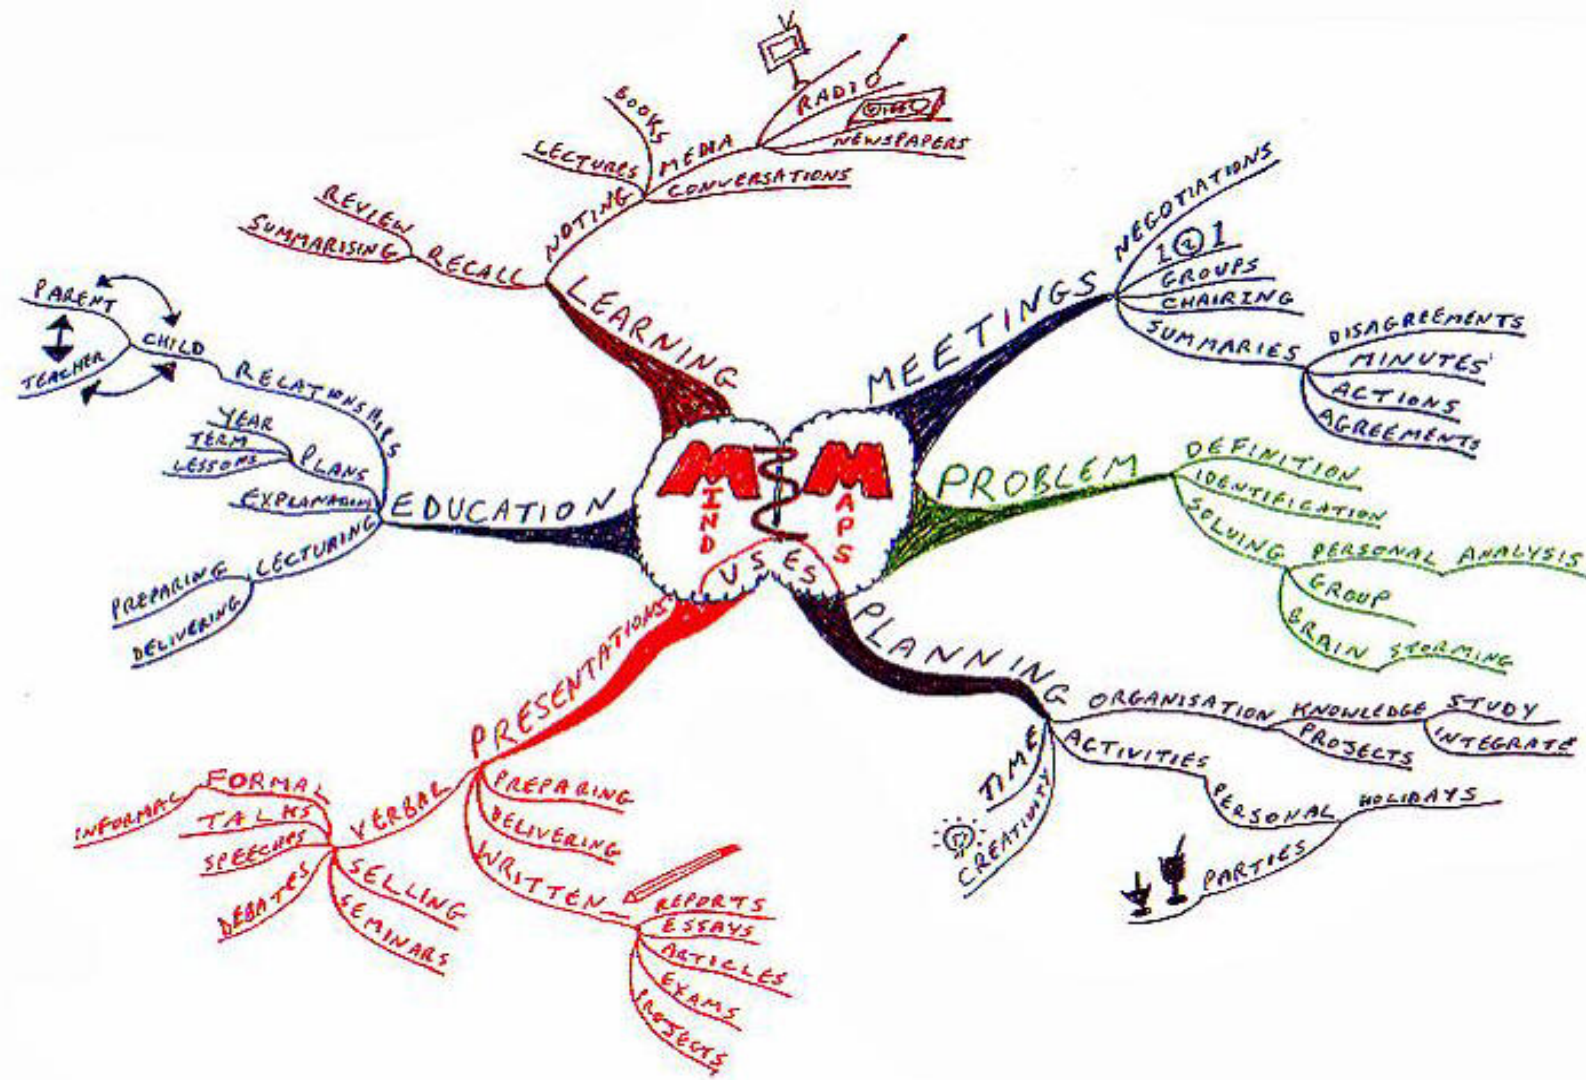 MIND
MAPS
USES
LEARNING
NOTING
BOOKS
LECTURES
MEDIA
RADIO
VIDEO
NEWSPAPERS
CONVERSATIONS
RECALL
REVIEW
SUMMARISING
MEETINGS
NEGOTIATIONS
1 2 1
GROUPS
CHAIRING
SUMMARIES
DISAGREEMENTS
MINUTES
ACTIONS
AGREEMENTS
PROBLEM
DEFINITION
IDENTIFICATION
SOLVING
PERSONAL ANALYSIS
GROUP
BRAIN STORMING
PLANNING
ORGANISATION
KNOWLEDGE
STUDY
INTEGRATE
PROJECTS
ACTIVITIES
PERSONAL
HOLIDAYS
PARTIES
TIME
CREATIVITY
PRESENTATIONS
PREPARING
DELIVERING
WRITTEN
REPORTS
ESSAYS
ARTICLES
EXAMS
PROJECTS
VERBAL
FORMAL
INFORMAL
TALKS
SPEECHES
DEBATES
SELLING
SEMINARS
EDUCATION
RELATIONSHIPS
CHILD
PARENT
TEACHER
PLANS
YEAR
TERM
LESSONS
EXPLANATIONS
LECTURING
PREPARING
DELIVERING